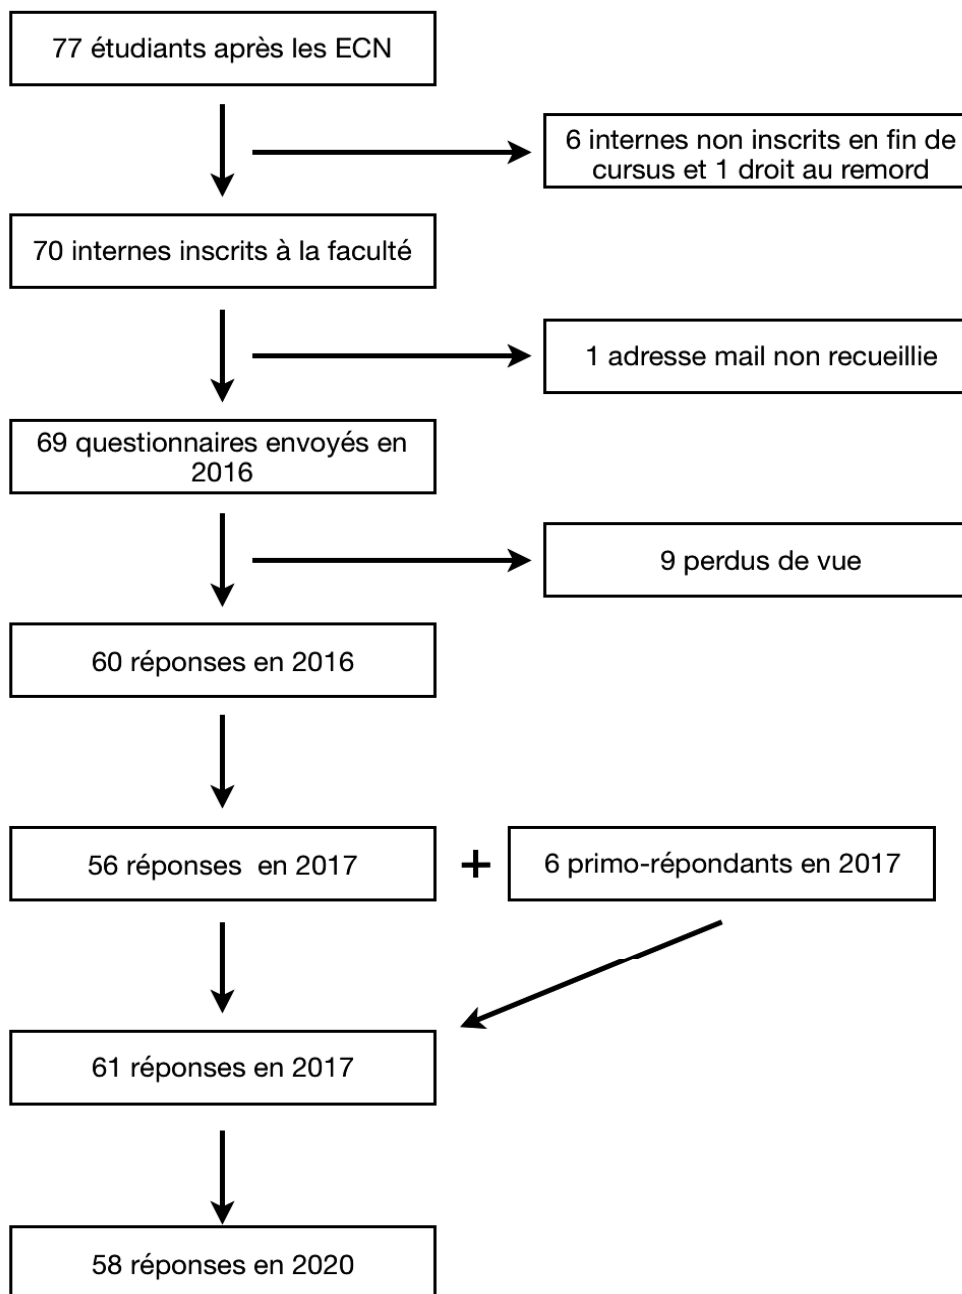 77 étudiants après les ECN
6 internes non inscrits en fin de
cursus et 1 droit au remord
70 internes inscrits à la faculté
1 adresse mail non recueillie
69 questionnaires envoyés en
2016
9 perdus de vue
60 réponses en 2016
56 réponses  en 2017
+
6 primo-répondants en 2017
61 réponses en 2017
58 réponses en 2020